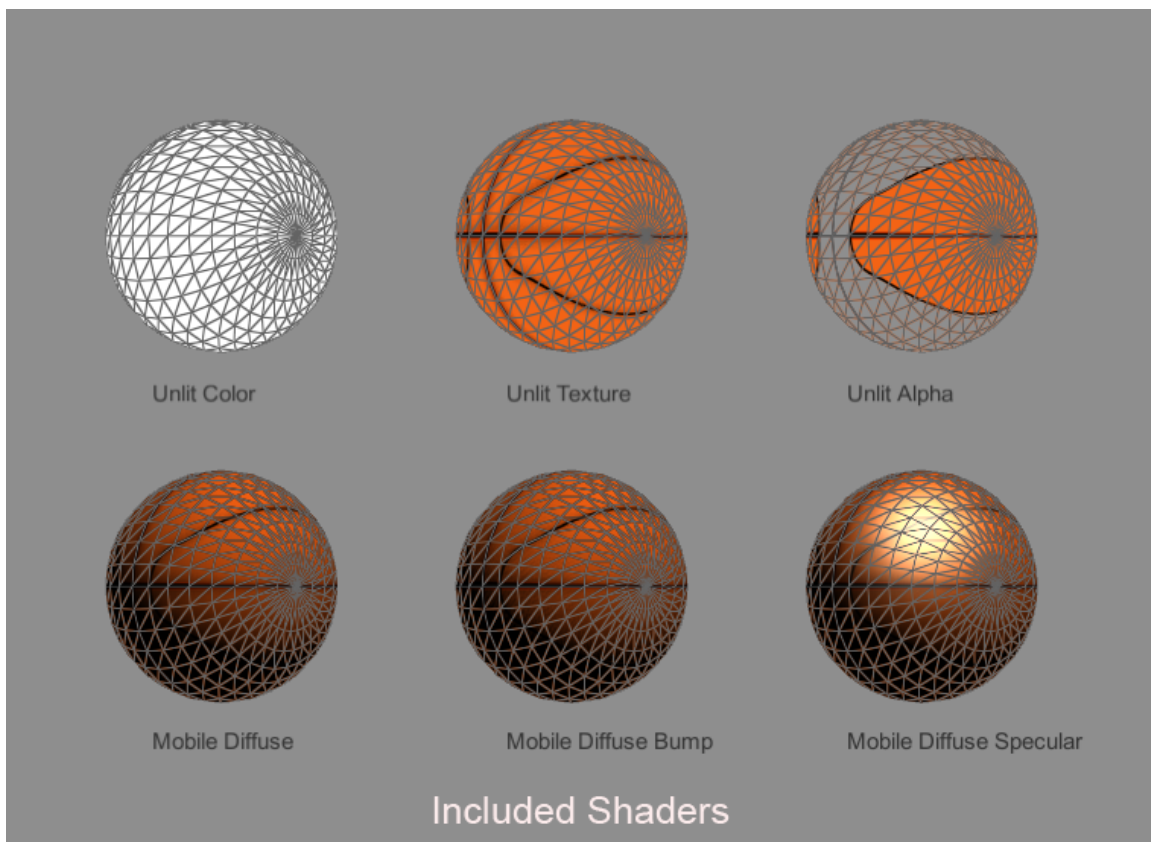 Unlit Color
Unlit Texture
Unlit Alpha
Mobile Diffuse
Mobile Diffuse Bump
Mobile Diffuse Specular
Included Shaders